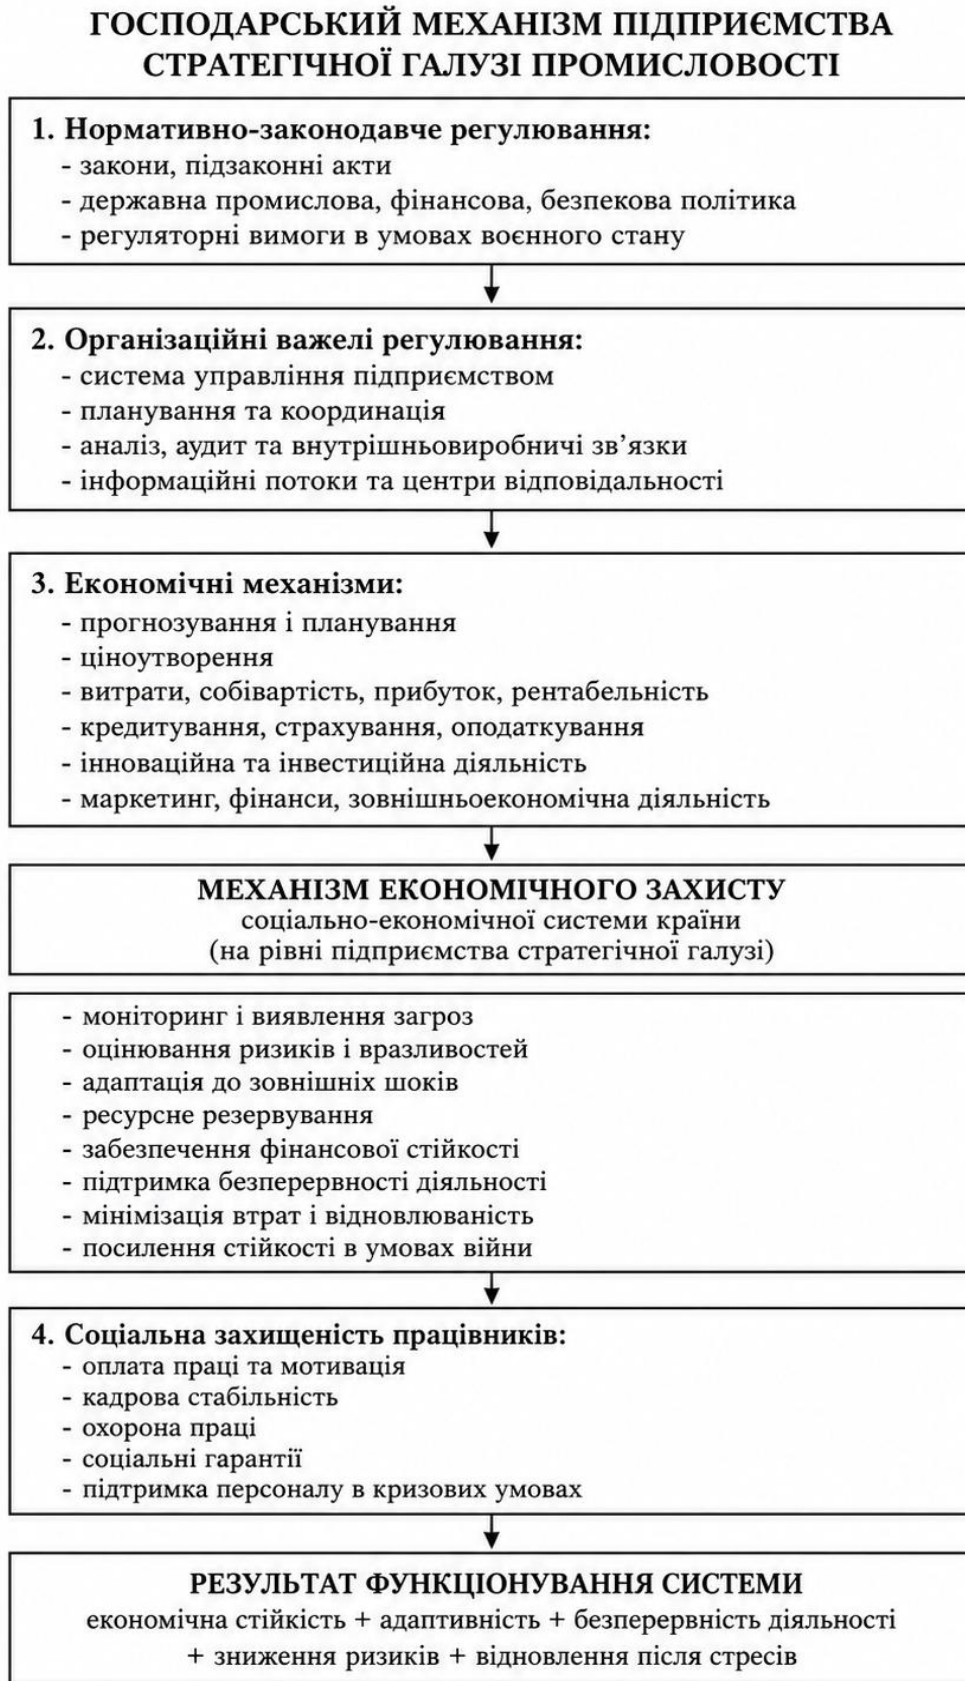 ГОСПОДАРСЬКИЙ МЕХАНІЗМ ПІДПРИЄМСТВА
СТРАТЕГІЧНОЇ ГАЛУЗІ ПРОМИСЛОВОСТІ
1. Нормативно-законодавче регулювання:
- закони, підзаконні акти
- державна промислова, фінансова, безпекова політика
- регуляторні вимоги в умовах воєнного стану
2. Організаційні важелі регулювання:
- система управління підприємством
- планування та координація
- аналіз, аудит та внутрішньовиробничі зв’язки
- інформаційні потоки та центри відповідальності
3. Економічні механізми:
- прогнозування і планування
- ціноутворення
- витрати, собівартість, прибуток, рентабельність
- кредитування, страхування, оподаткування
- інноваційна та інвестиційна діяльність
- маркетинг, фінанси, зовнішньоекономічна діяльність
МЕХАНІЗМ ЕКОНОМІЧНОГО ЗАХИСТУ
соціально-економічної системи країни
(на рівні підприємства стратегічної галузі)
- моніторинг і виявлення загроз
- оцінювання ризиків і вразливостей
- адаптація до зовнішніх шоків
- ресурсне резервування
- забезпечення фінансової стійкості
- підтримка безперервності діяльності
- мінімізація втрат і відновлюваність
- посилення стійкості в умовах війни
4. Соціальна захищеність працівників:
- оплата праці та мотивація
- кадрова стабільність
- охорона праці
- соціальні гарантії
- підтримка персоналу в кризових умовах
РЕЗУЛЬТАТ ФУНКЦІОНУВАННЯ СИСТЕМИ
економічна стійкість + адаптивність + безперервність діяльності
+ зниження ризиків + відновлення після стресів